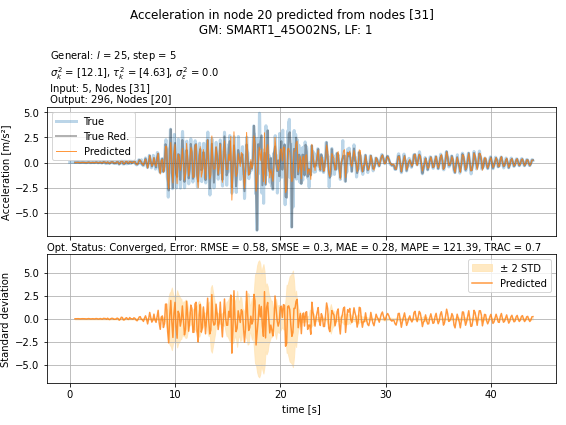 Acceleration in node 20 predicted from nodes [31]
GM: SMART1_45O02NS, LF: 1
General: l = 25, step = 5
σₖ² = [12.1], τₖ² = [4.63], σᵣ² = 0.0
Input: 5, Nodes [31]
Output: 296, Nodes [20]
Acceleration [m/s²]
5.0
2.5
0.0
−2.5
−5.0
True
True Red.
Predicted
Opt. Status: Converged, Error: RMSE = 0.58, SMSE = 0.3, MAE = 0.28, MAPE = 121.39, TRAC = 0.7
Standard deviation
5.0
2.5
0.0
−2.5
−5.0
± 2 STD
Predicted
0 10 20 30 40
time [s]